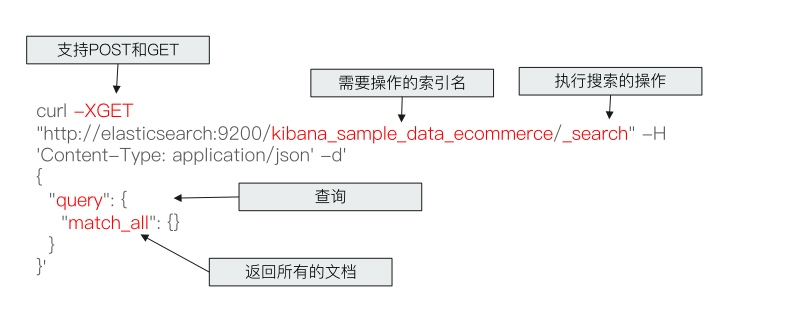 支持POST和GET
需要操作的索引名
执行搜索的操作
curl -XGET
"http://elasticsearch:9200/kibana_sample_data_ecommerce/_search" -H
'Content-Type: application/json' -d'
{
"query": {
查询
"match_all": {}
}
返回所有的文档
}'